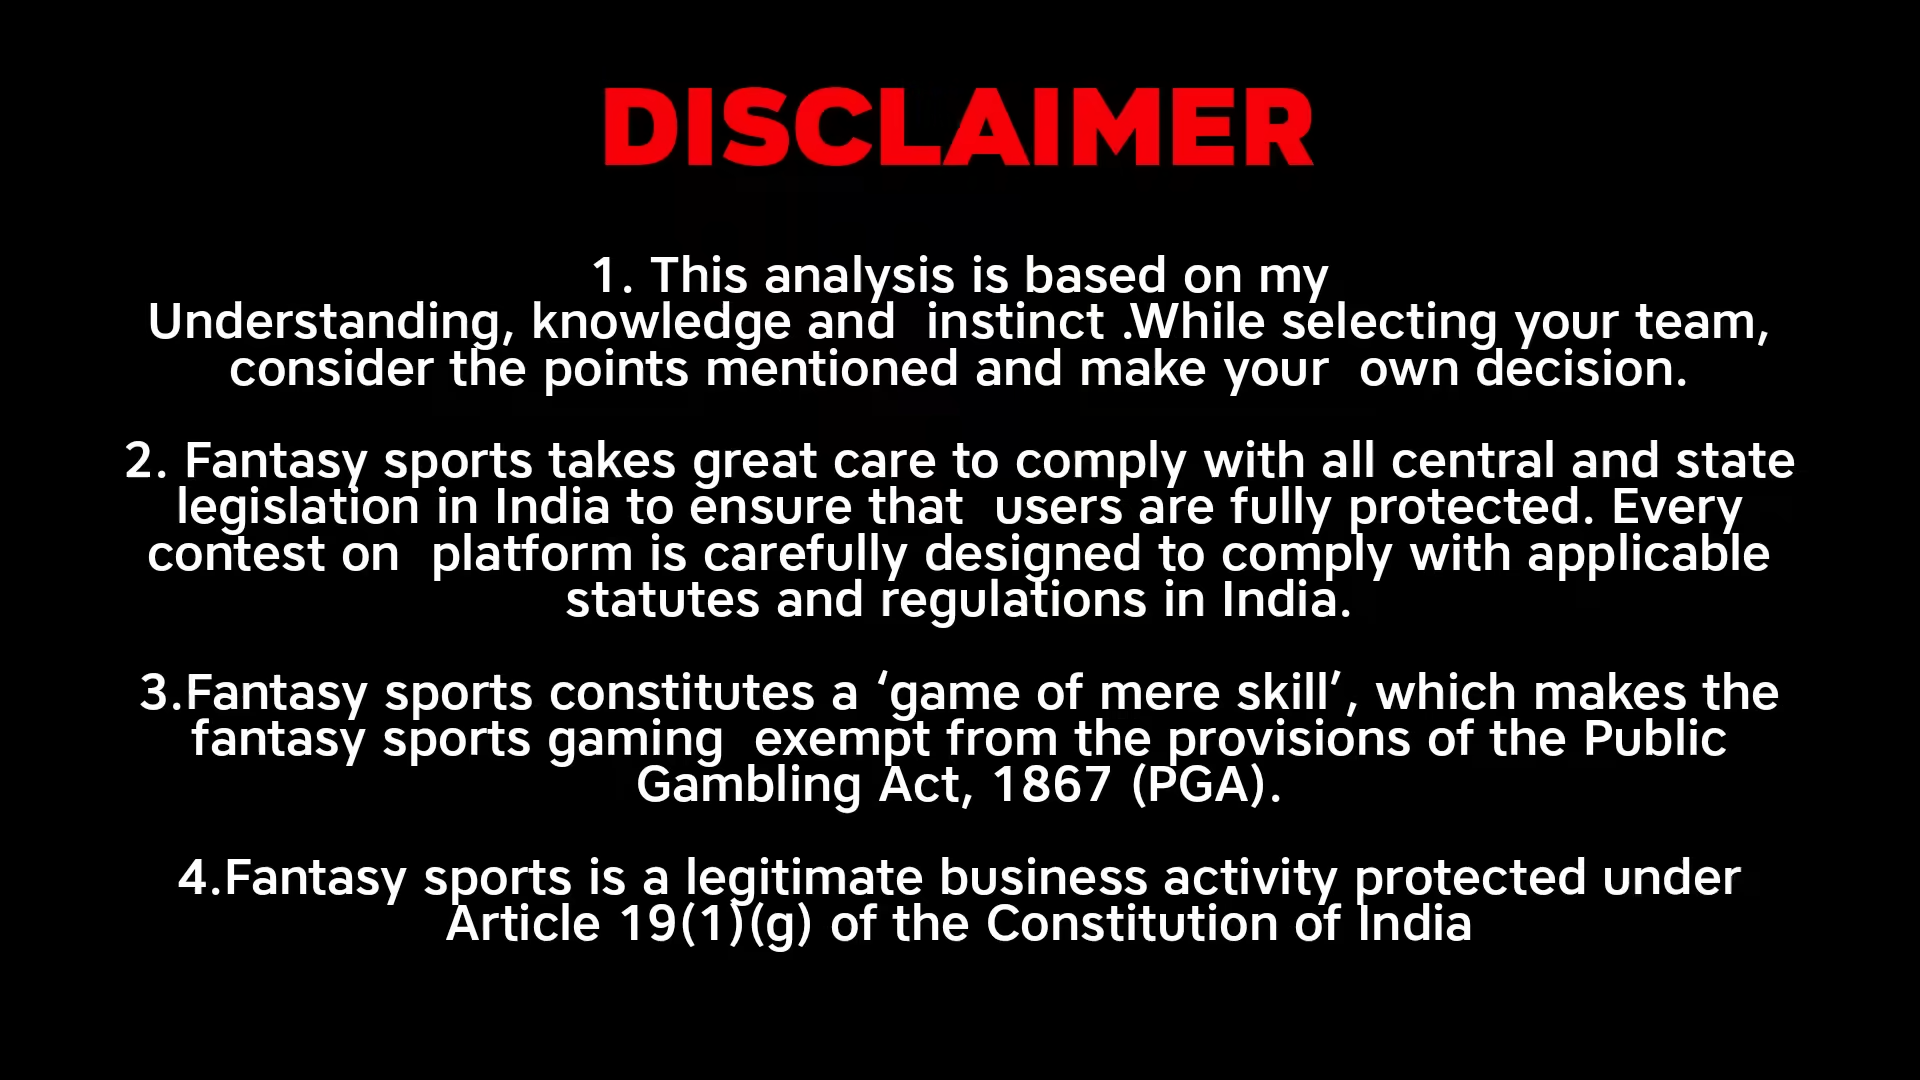 DISCLAIMER
1. This analysis is based on my
Understanding, knowledge and  instinct .While selecting your team,
consider the points mentioned and make your  own decision.
2. Fantasy sports takes great care to comply with all central and state
legislation in India to ensure that  users are fully protected. Every
contest on  platform is carefully designed to comply with applicable
statutes and regulations in India.
3.Fantasy sports constitutes a ‘game of mere skill’, which makes the
fantasy sports gaming  exempt from the provisions of the Public
Gambling Act, 1867 (PGA).
4.Fantasy sports is a legitimate business activity protected under
Article 19(1)(g) of the Constitution of India